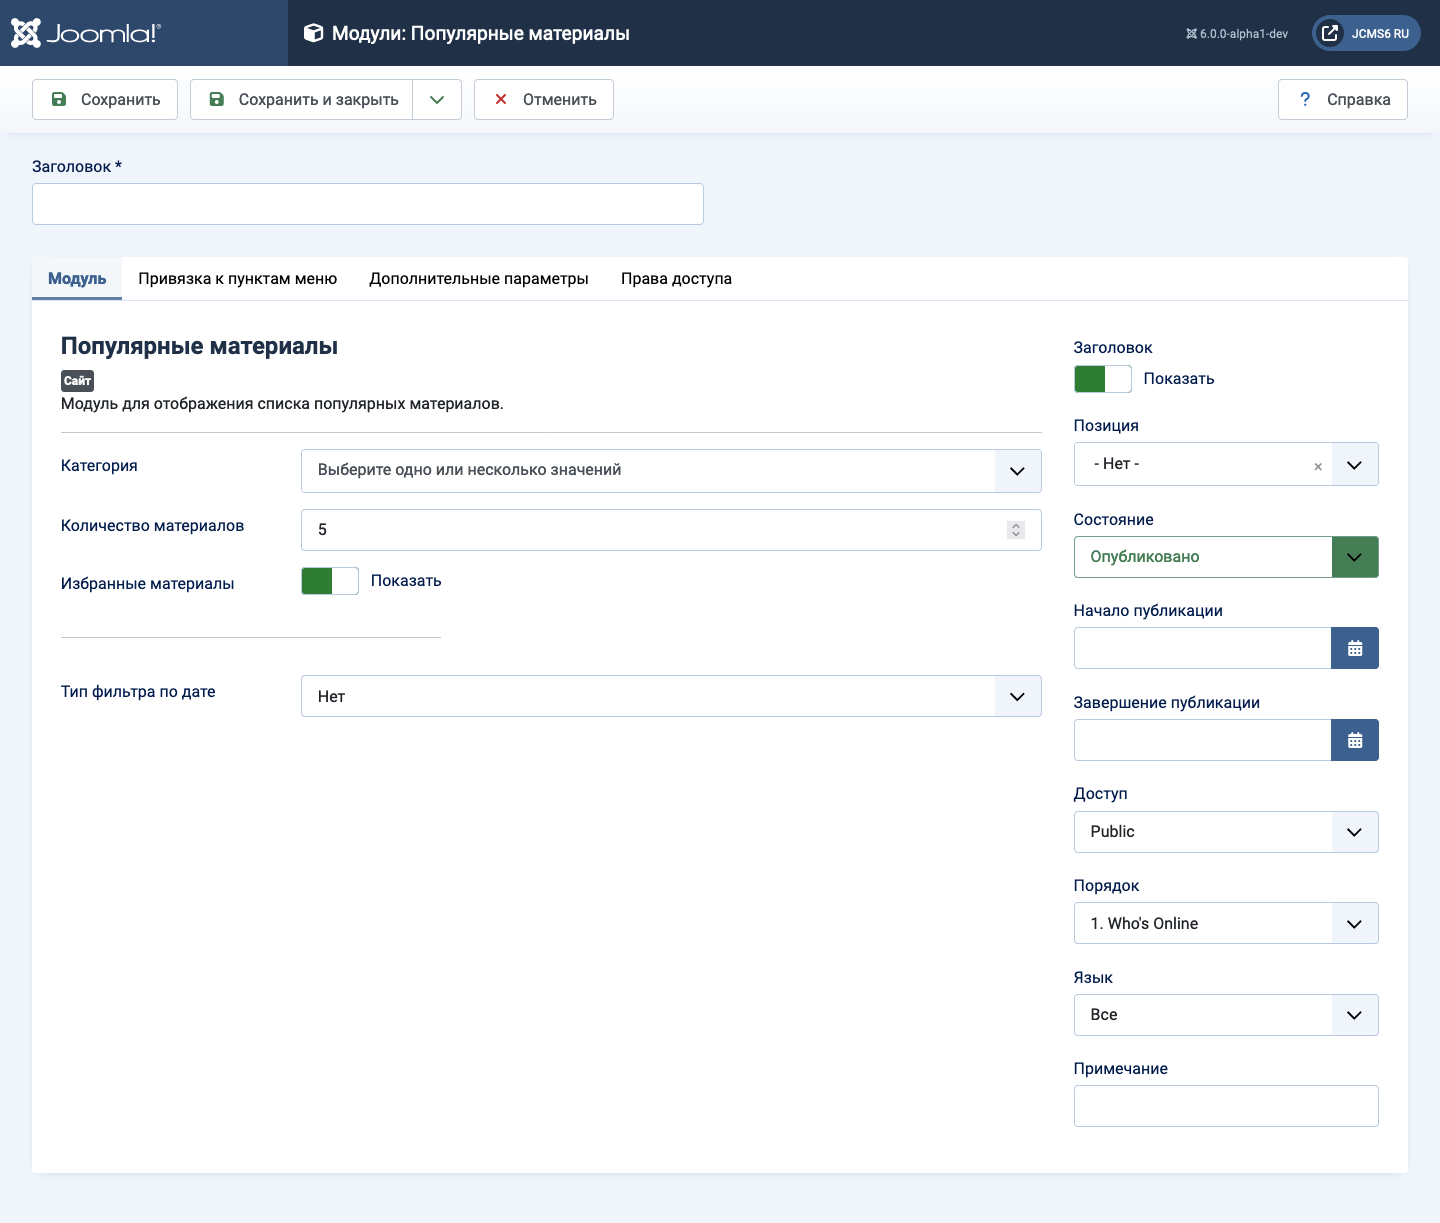 Joomla!®
Модули: Популярные материалы
6.0.0-alpha1-dev
JCMS6 RU
Сохранить
Сохранить и закрыть
Отменить
? Справка
Заголовок *
Модуль
Привязка к пунктам меню
Дополнительные параметры
Права доступа
Популярные материалы
Сайт
Модуль для отображения списка популярных материалов.
Категория
Выберите одно или несколько значений
Количество материалов
5
Избранные материалы
Показать
Тип фильтра по дате
Нет
Заголовок
Показать
Позиция
- Нет -
Состояние
Опубликовано
Начало публикации
Завершение публикации
Доступ
Public
Порядок
1. Who's Online
Язык
Все
Примечание